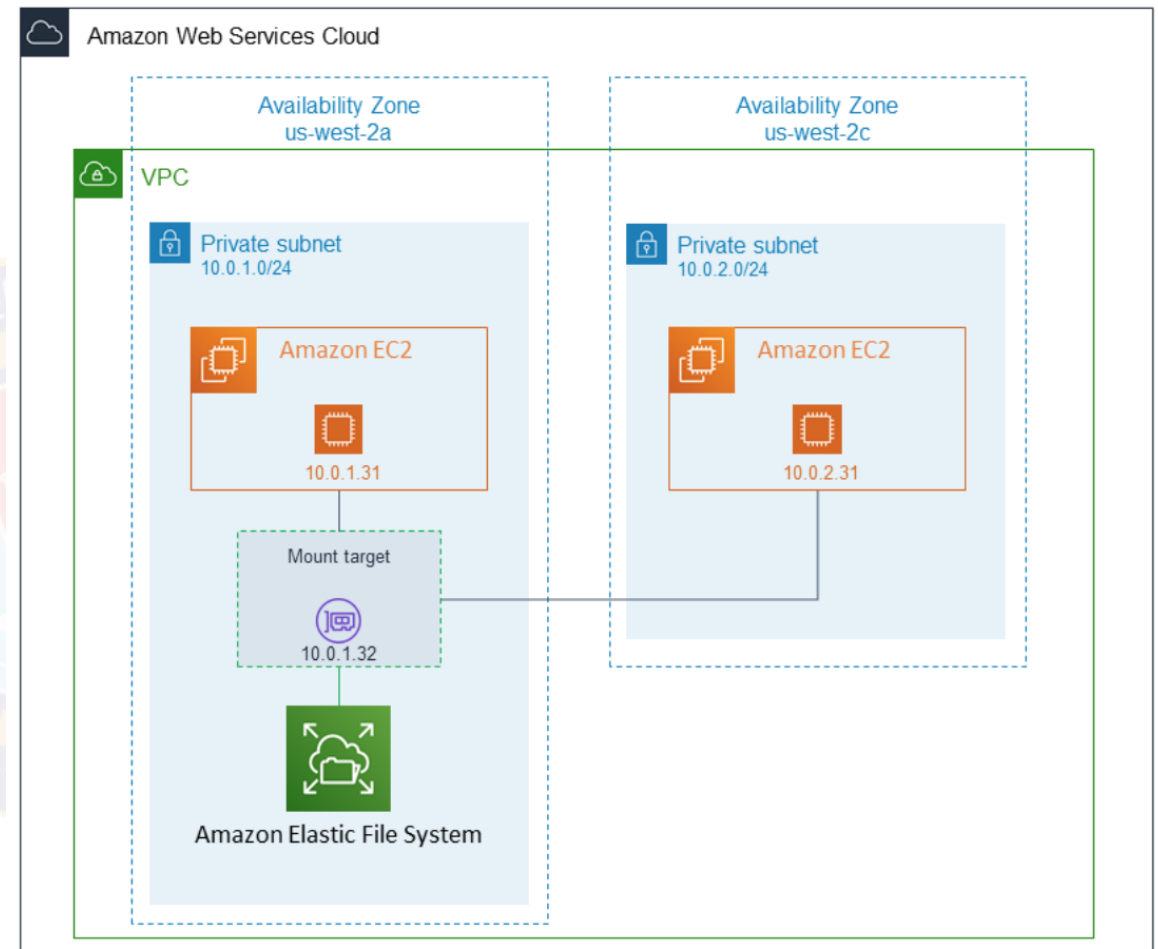 Amazon Web Services Cloud
Availability Zone
us-west-2a
Availability Zone
us-west-2c
VPC
Private subnet
10.0.1.0/24
Private subnet
10.0.2.0/24
Amazon EC2
10.0.1.31
Amazon EC2
10.0.2.31
Mount target
10.0.1.32
Amazon Elastic File System